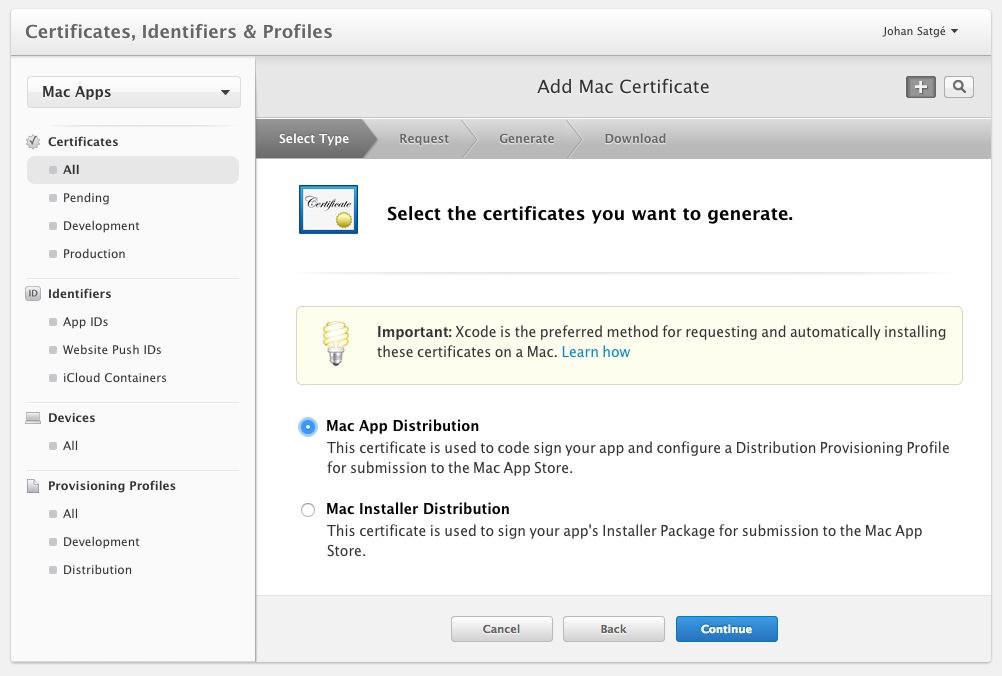 Certificates, Identifiers & Profiles
Johan Satgé
Mac Apps
Certificates
All
Pending
Development
Production
ID Identifiers
App IDs
Website Push IDs
iCloud Containers
Devices
All
Provisioning Profiles
All
Development
Distribution
Add Mac Certificate
Select Type
Request
Generate
Download
Certificate
Select the certificates you want to generate.
Important: Xcode is the preferred method for requesting and automatically installing
these certificates on a Mac. Learn how
Mac App Distribution
This certificate is used to code sign your app and configure a Distribution Provisioning Profile
for submission to the Mac App Store.
Mac Installer Distribution
This certificate is used to sign your app's Installer Package for submission to the Mac App
Store.
Cancel
Back
Continue